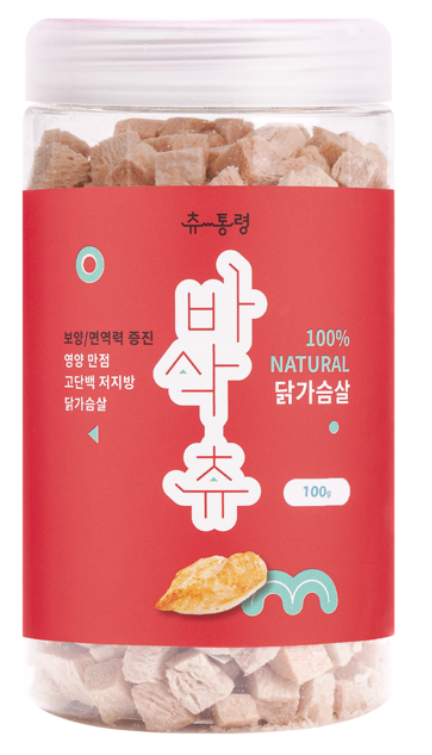 츄통령
바
삭
츄
보양/면역력 증진
영양 만점
고단백 저지방
닭가슴살
100%
NATURAL
닭가슴살
100g